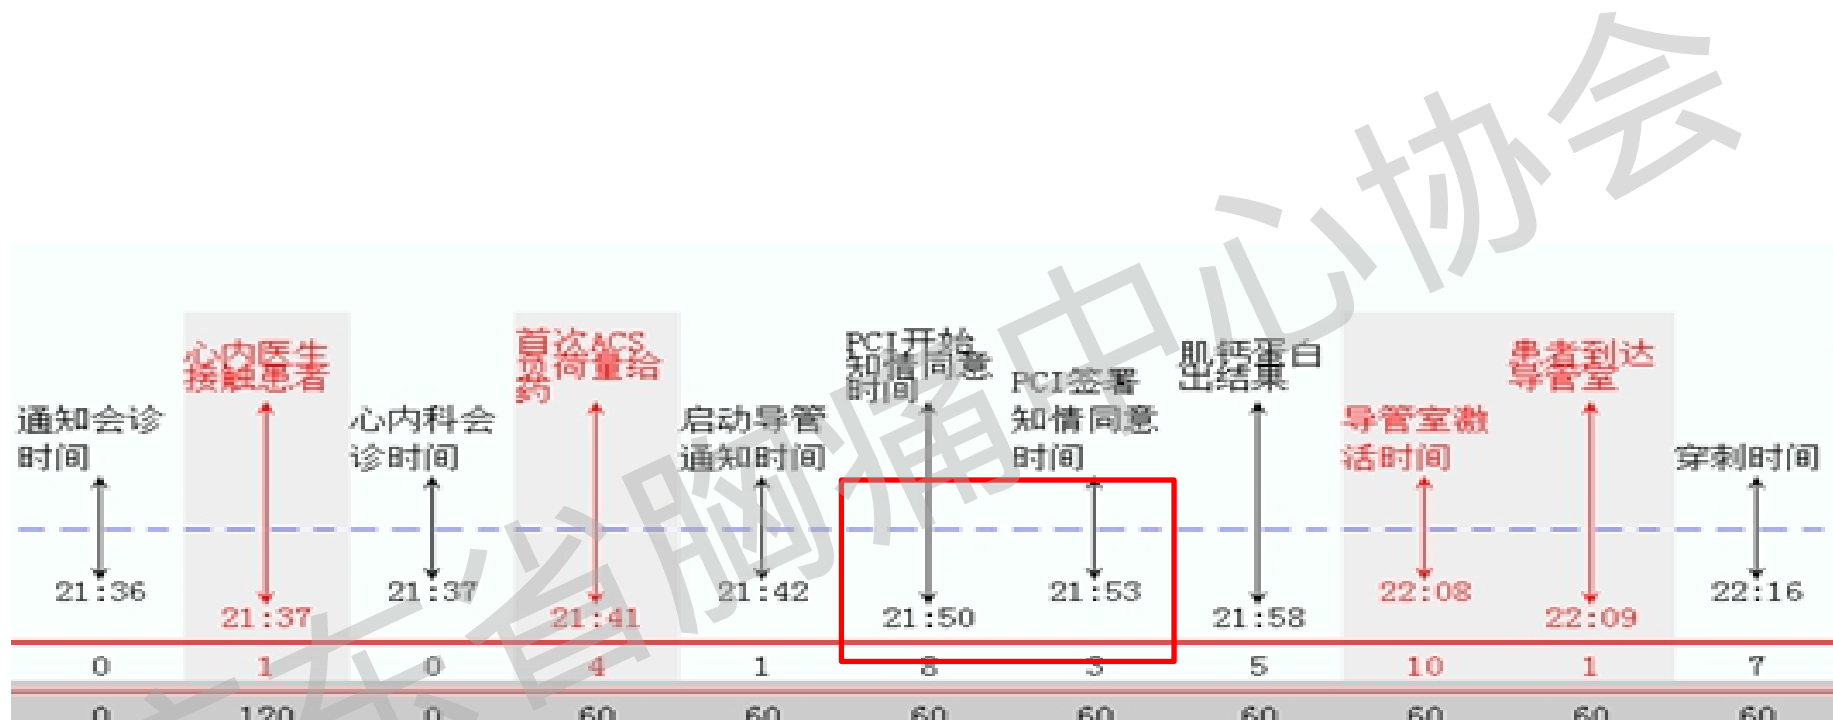 通知会诊
时间
21:36
心内医生
接触患者
21:37
心内科会
诊时间
21:37
首次ACS
负荷量给
药
21:41
启动导管
通知时间
21:42
PCI开始
知情同意
时间
21:50
PCI签署
知情同意
时间
21:53
肌钙蛋白
出结果
21:58
导管室激
活时间
22:08
患者到达
导管室
22:09
穿刺时间
22:16
0 1 0 4 1 8 3 5 10 1 7
0 120 0 60 60 60 60 60 60 60 60
东省胸痛中心协会